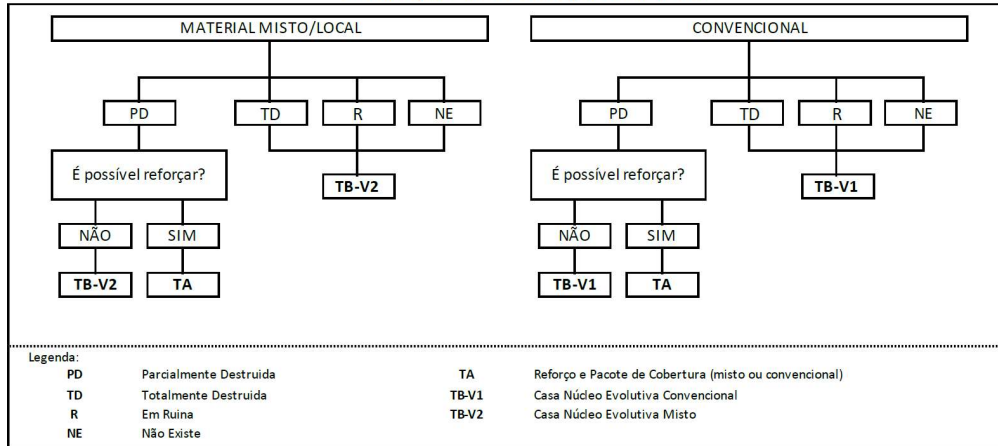 MATERIAL MISTO/LOCAL
PD
TD
R
NE
É possível reforçar?
TB-V2
NÃO
SIM
TB-V2
TA
CONVENCIONAL
PD
TD
R
NE
É possível reforçar?
TB-V1
NÃO
SIM
TB-V1
TA
Legenda:
PD Parcialmente Destruida
TD Totalmente Destruida
R Em Ruina
NE Não Existe
TA Reforço e Pacote de Cobertura (misto ou convencional)
TB-V1 Casa Núcleo Evolutiva Convencional
TB-V2 Casa Núcleo Evolutiva Misto